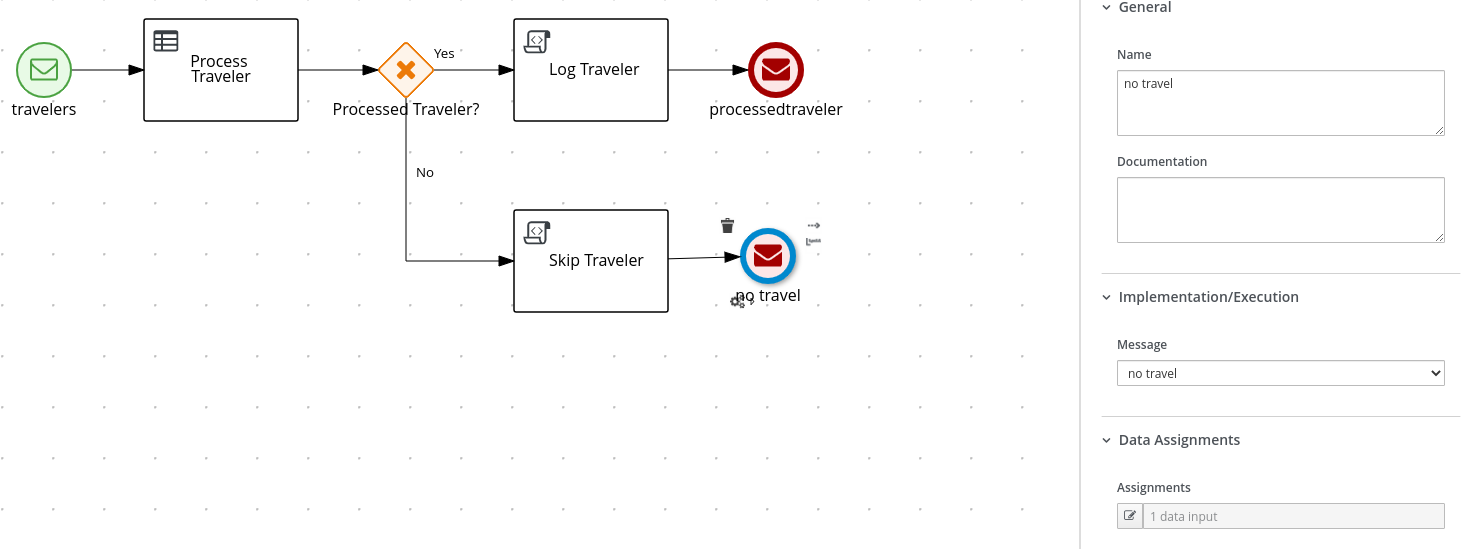 Process
Traveler
Yes
Log Traveler
travelers
Processed Traveler?
processedtraveler
No
Skip Traveler
no travel
General
Name
no travel
Documentation
Implementation/Execution
Message
no travel
Data Assignments
Assignments
1 data input